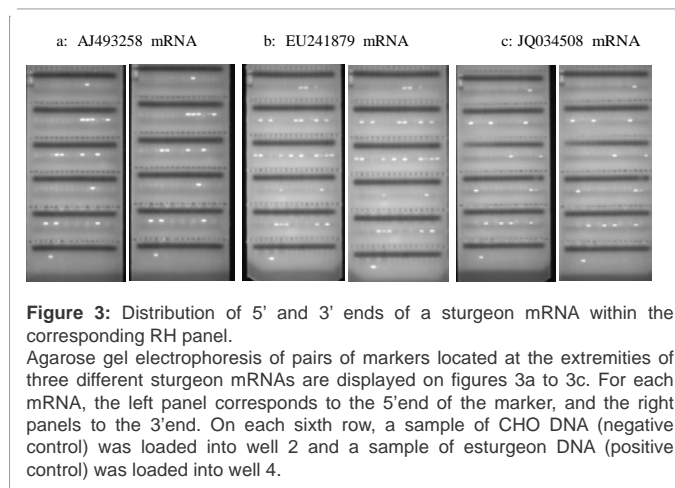 a: AJ493258 mRNA
b: EU241879 mRNA
c: JQ034508 mRNA
Figure 3: Distribution of 5' and 3' ends of a sturgeon mRNA within the
corresponding RH panel.
Agarose gel electrophoresis of pairs of markers located at the extremities of
three different sturgeon mRNAs are displayed on figures 3a to 3c. For each
mRNA, the left panel corresponds to the 5'end of the marker, and the right
panels to the 3'end. On each sixth row, a sample of CHO DNA (negative
control) was loaded into well 2 and a sample of esturgeon DNA (positive
control) was loaded into well 4.